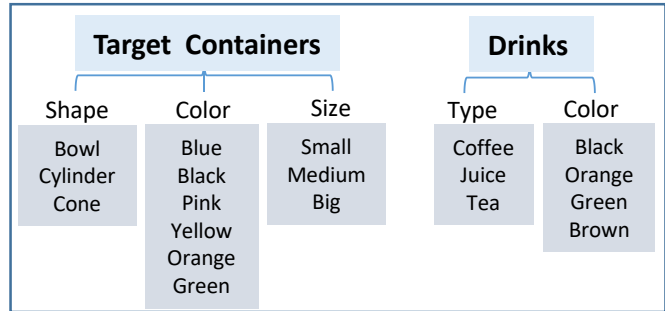 Target Containers
Drinks
Shape
Color
Size
Type
Color
Bowl
Cylinder
Cone
Blue
Black
Pink
Yellow
Orange
Green
Small
Medium
Big
Coffee
Juice
Tea
Black
Orange
Green
Brown